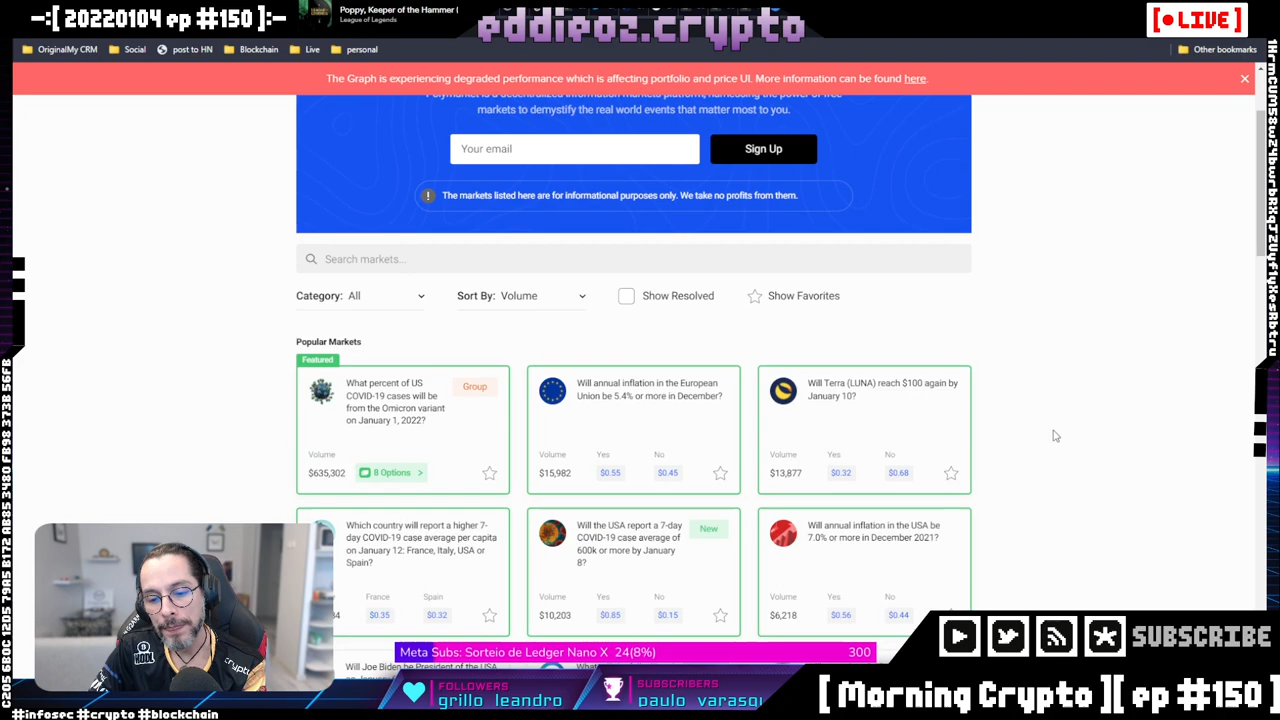 -:[ 20220104 ep #150 ]:-
Poppy, Keeper of the Hammer (
League of Legends
eddieoz.crypto
[● LIVE ]
OriginalMy CRM
Social
post to HN
Blockchain
Live
personal
Other bookmarks
The Graph is experiencing degraded performance which is affecting portfolio and price UI. More information can be found here.
markets to demystify the real world events that matter most to you.
Your email
Sign Up
The markets listed here are for informational purposes only. We take no profits from them.
Search markets...
Category: All
Sort By: Volume
Show Resolved
Show Favorites
Popular Markets
Featured
What percent of US
COVID-19 cases will be
from the Omicron variant
on January 1, 2022?
Group
Volume
$635,302
8 Options >
Will annual inflation in the European
Union be 5.4% or more in December?
Volume Yes No
$15,982 $0.55 $0.45
Will Terra (LUNA) reach $100 again by
January 10?
Volume Yes No
$13,877 $0.32 $0.68
Which country will report a higher 7-
day COVID-19 case average per capita
on January 12: France, Italy, USA or
Spain?
France Spain
$0.35 $0.32
Will the USA report a 7-day
COVID-19 case average of
600k or more by January
8?
New
Volume Yes No
$10,203 $0.85 $0.15
Will annual inflation in the USA be
7.0% or more in December 2021?
Volume Yes No
$6,218 $0.56 $0.44
Meta Subs: Sorteio de Ledger Nano X 24(8%) 300
FOLLOWERS
grillo leandro
SUBSCRIBERS
paulo varasqu
SUBSCRIBE
[ Morning Crypto ][ ep #150 ]
#infosec #crypto #blockchain